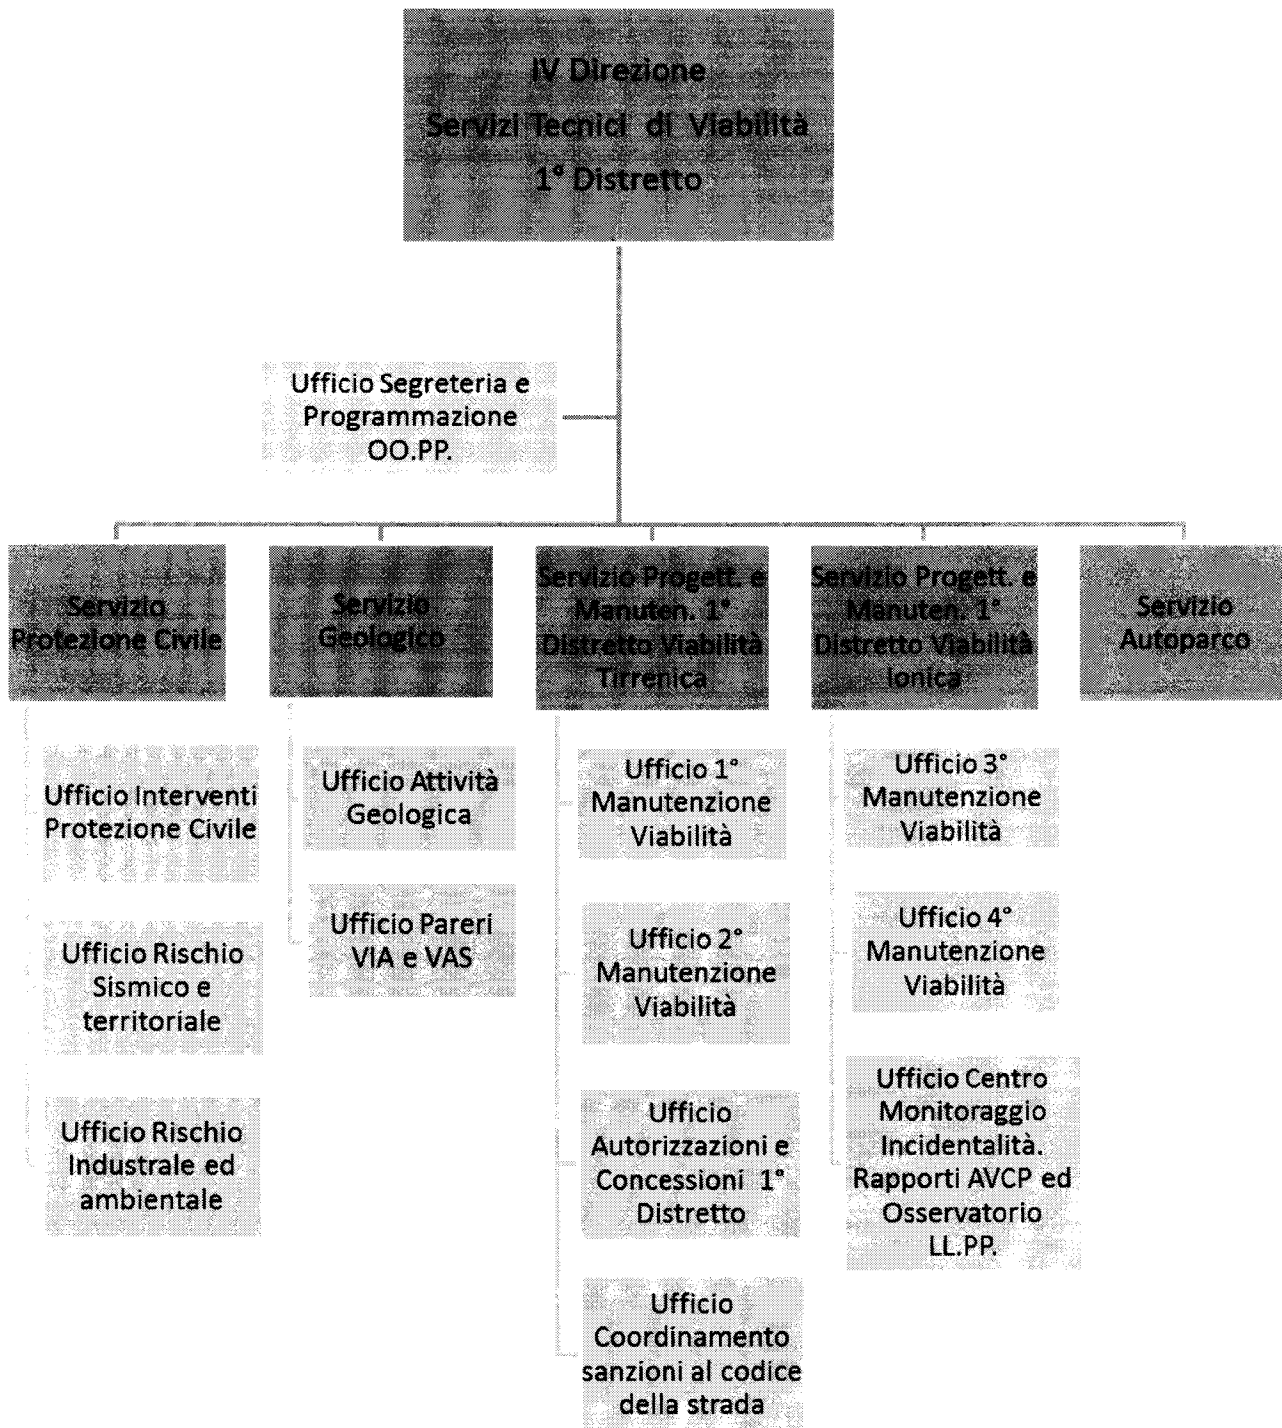 IV Direzione
Servizi Tecnici di Viabilità
1° Distretto
Ufficio Segreteria e
Programmazione
OO.PP.
Servizio
Protezione Civile
Ufficio Interventi
Protezione Civile
Ufficio Rischio
Sismico e
territoriale
Ufficio Rischio
Industrale ed
ambientale
Servizio
Geologico
Ufficio Attività
Geologica
Ufficio Pareri
VIA e VAS
Servizio Progett. e
Manuten. 1°
Distretto Viabilità
Tirrenica
Ufficio 1°
Manutenzione
Viabilità
Ufficio 2°
Manutenzione
Viabilità
Ufficio
Autorizzazioni e
Concessioni 1°
Distretto
Ufficio
Coordinamento
sanzioni al codice
della strada
Servizio Progett. e
Manuten. 1°
Distretto Viabilità
Ionica
Ufficio 3°
Manutenzione
Viabilità
Ufficio 4°
Manutenzione
Viabilità
Ufficio Centro
Monitoraggio
Incidentalità.
Rapporti AVCP ed
Osservatorio
LL.PP.
Servizio
Autoparco